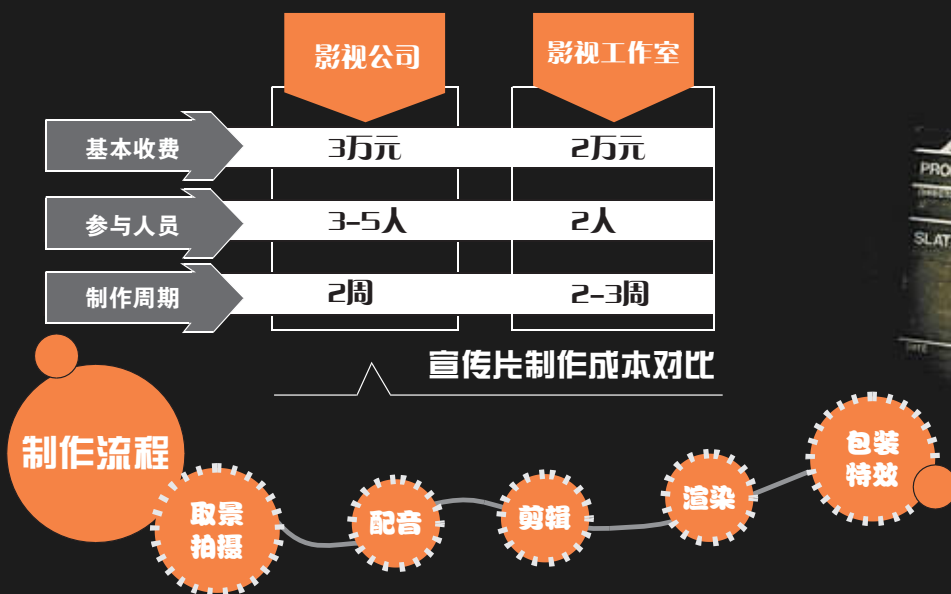 影视公司 影视工作室
基本收费 3万元 2万元
参与人员 3-5人 2人
制作周期 2周 2-3周
宣传片制作成本对比
制作流程
取景
拍摄
配音
剪辑
渲染
包装
特效
PRO
SLAT